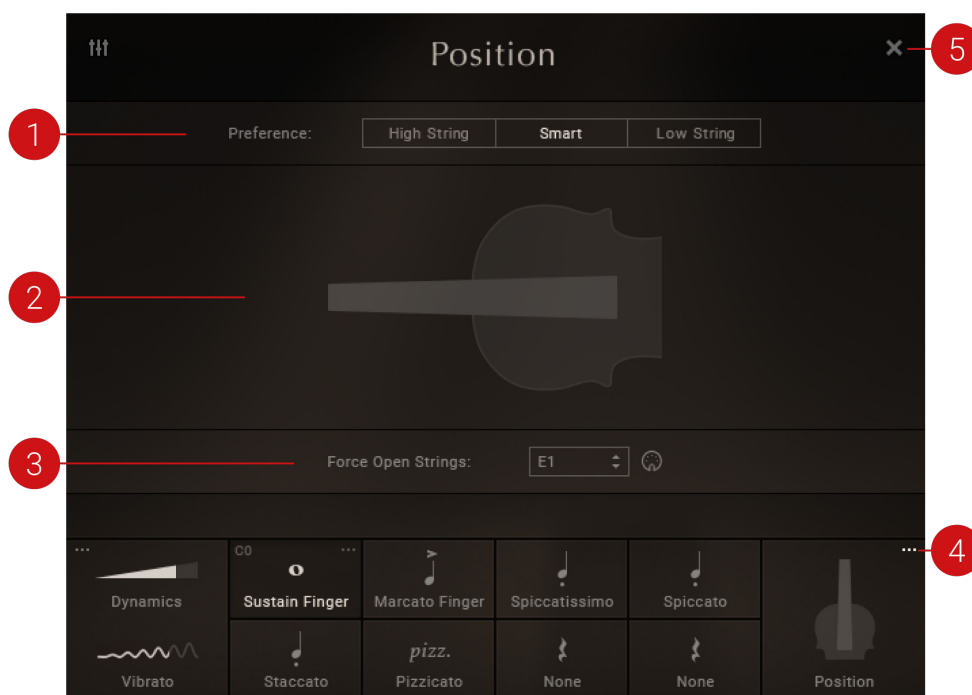 Position
5
1
Preference:
High String
Smart
Low String
2
3
Force Open Strings:
E1
4
C0
Dynamics
Sustain Finger
Marcato Finger
Spiccatissimo
Spiccato
pizz.
Vibrato
Staccato
Pizzicato
None
None
Position